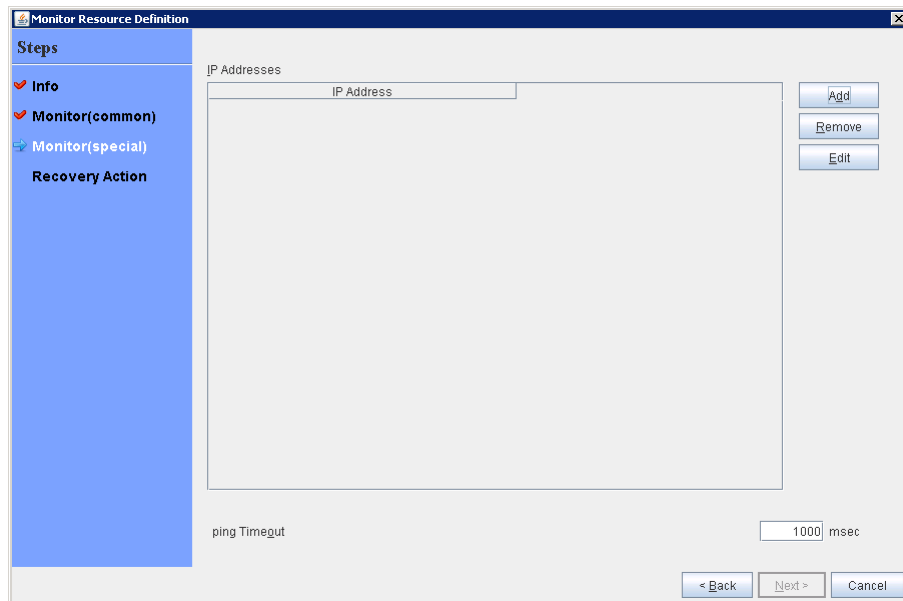 Monitor Resource Definition
Steps
Info
Monitor(common)
Monitor(special)
Recovery Action
IP Addresses
IP Address
Add
Remove
Edit
ping Timeout
1000 msec
< Back
Next >
Cancel